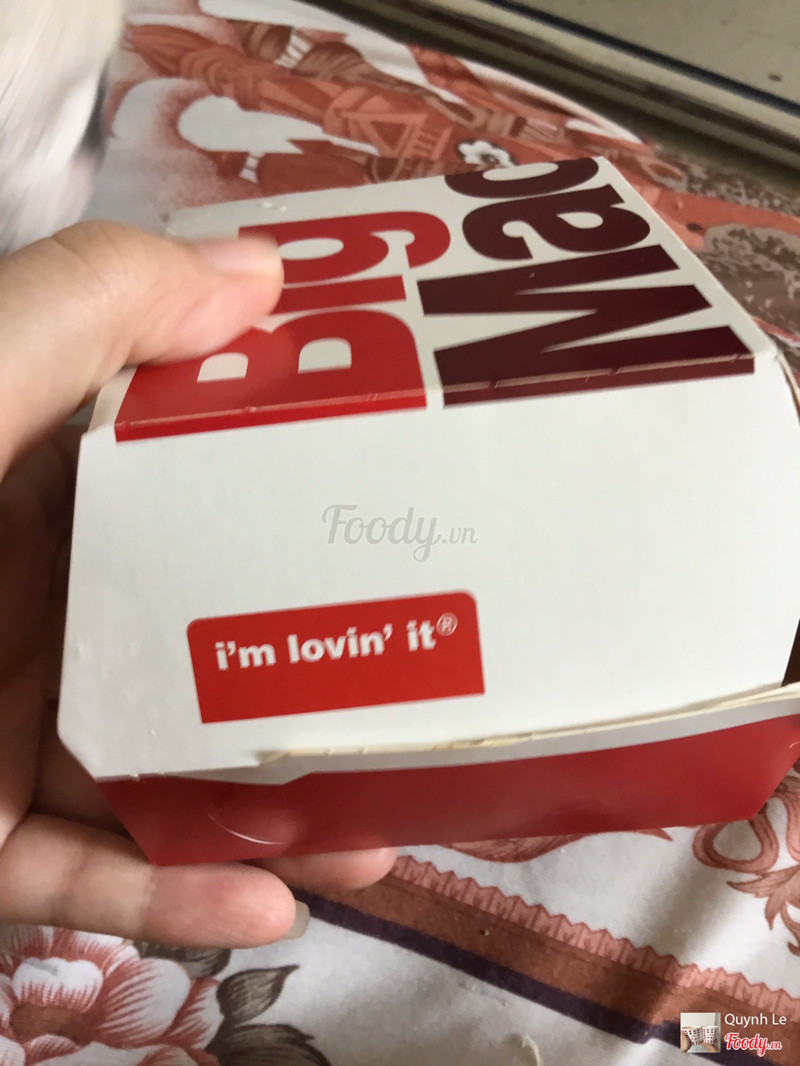 Big
Mac
Foody.vn
i'm lovin' it®
Quynh Le
Foody.vn